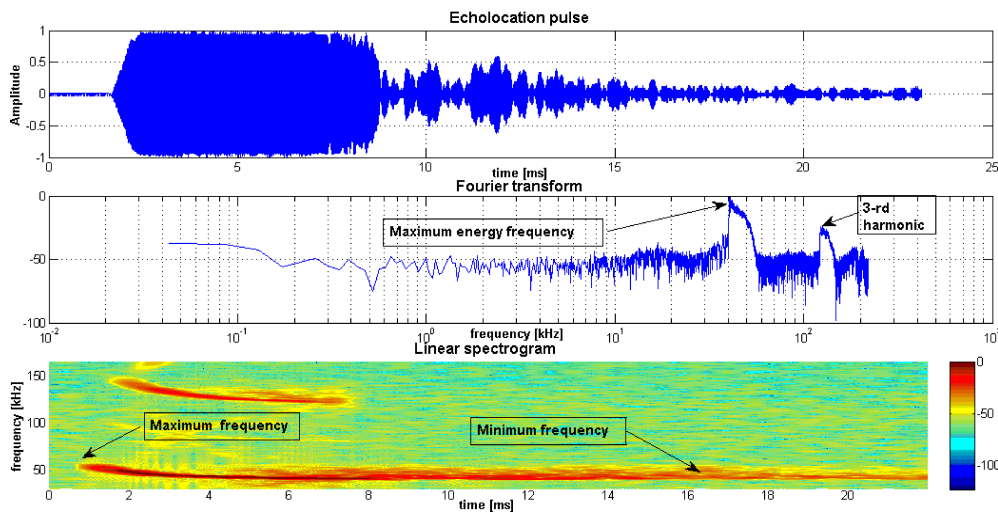 Echolocation pulse
Amplitude
1
0.5
0
-0.5
-1
0 5 10 15 20 25
time [ms]
Fourier transform
0
-50
-100
Maximum energy frequency
3-rd
harmonic
10^-2 10^-1 10^0 10^1 10^2 10^3
frequency [kHz]
Linear spectrogram
frequency [kHz]
150
100
50
0
Maximum frequency
Minimum frequency
0 2 4 6 8 10 12 14 16 18 20
time [ms]
0
-50
-100